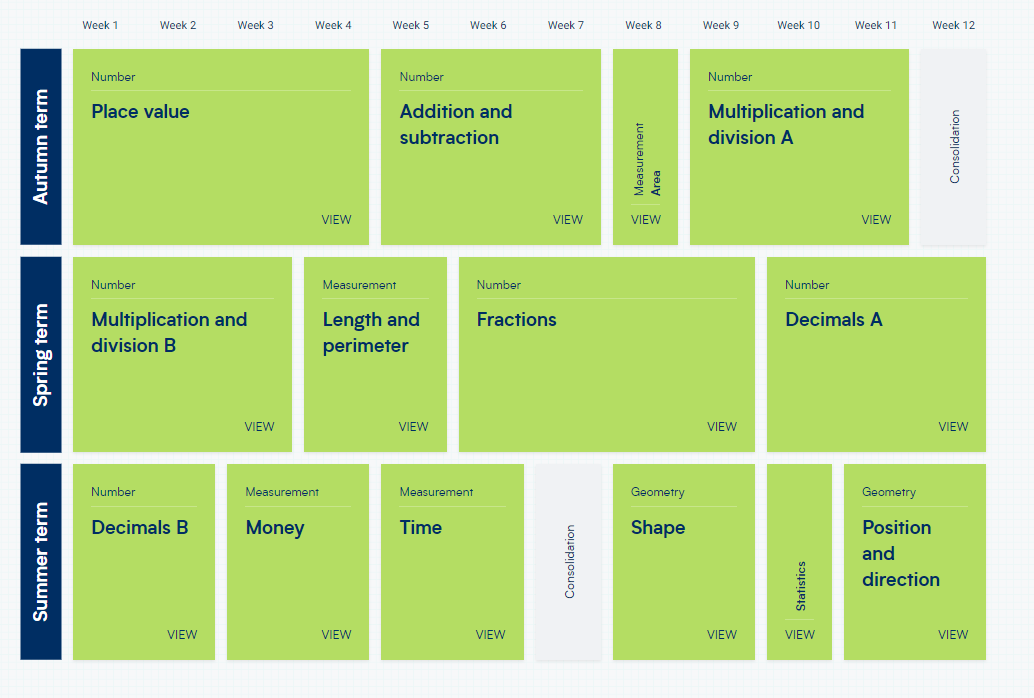 Week 1 Week 2 Week 3 Week 4 Week 5 Week 6 Week 7 Week 8 Week 9 Week 10 Week 11 Week 12
Autumn term
Number
Place value
VIEW
Number
Addition and
subtraction
VIEW
Measurement
Area
VIEW
Number
Multiplication and
division A
VIEW
Consolidation
Spring term
Number
Multiplication and
division B
VIEW
Measurement
Length and
perimeter
VIEW
Number
Fractions
VIEW
Number
Decimals A
VIEW
Summer term
Number
Decimals B
VIEW
Measurement
Money
VIEW
Measurement
Time
VIEW
Consolidation
Geometry
Shape
VIEW
Statistics
VIEW
Geometry
Position
and
direction
VIEW